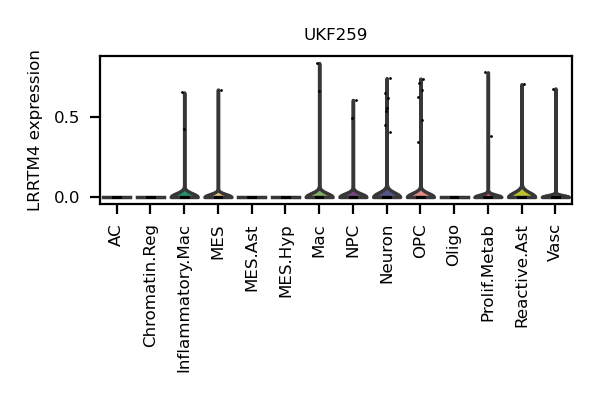 UKF259
LRRTM4 expression
0.5
0.0
AC
Chromatin.Reg
Inflammatory.Mac
MES
MES.Ast
MES.Hyp
Mac
NPC
Neuron
OPC
Oligo
Prolif.Metab
Reactive.Ast
Vasc